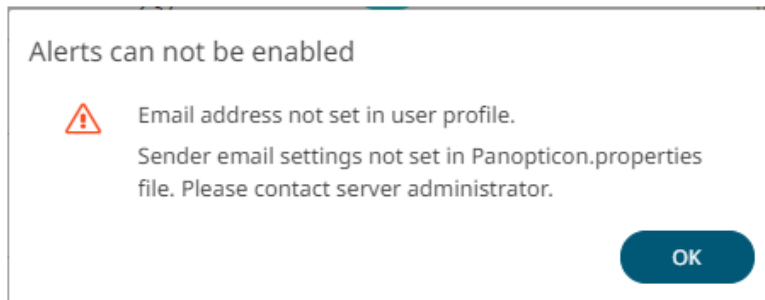 Alerts can not be enabled
Email address not set in user profile.
Sender email settings not set in Panopticon.properties
file. Please contact server administrator.
OK